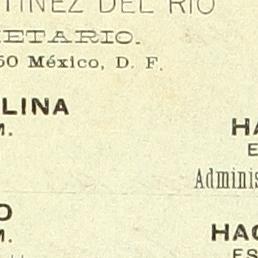 TINEZ DEL RIO
ETARIO.
50 México, D. F.
LINA
M.
HA
E
Adminis
O
M.
HAC
ES